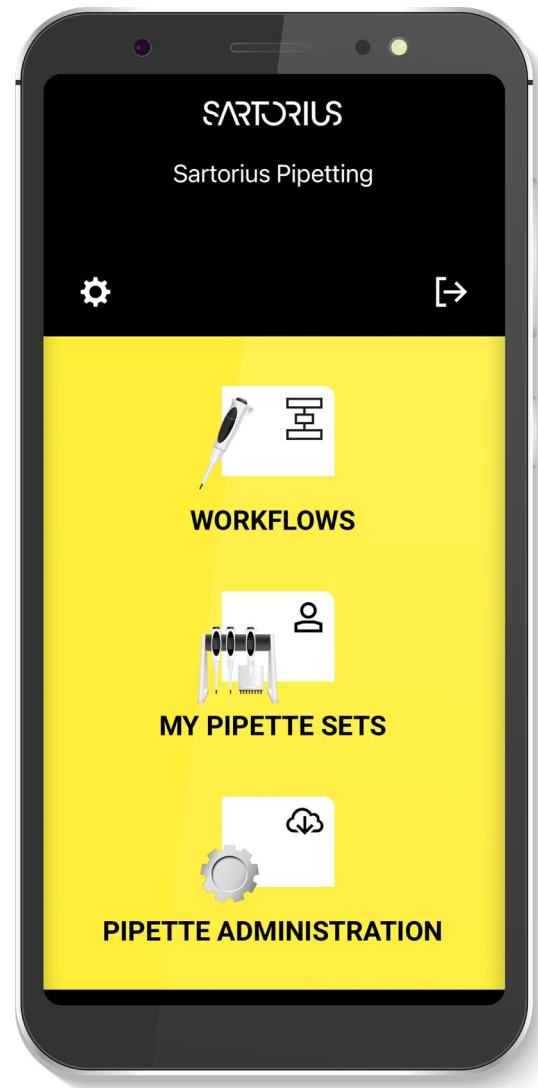 SARTORIUS
Sartorius Pipetting
WORKFLOWS
MY PIPETTE SETS
PIPETTE ADMINISTRATION